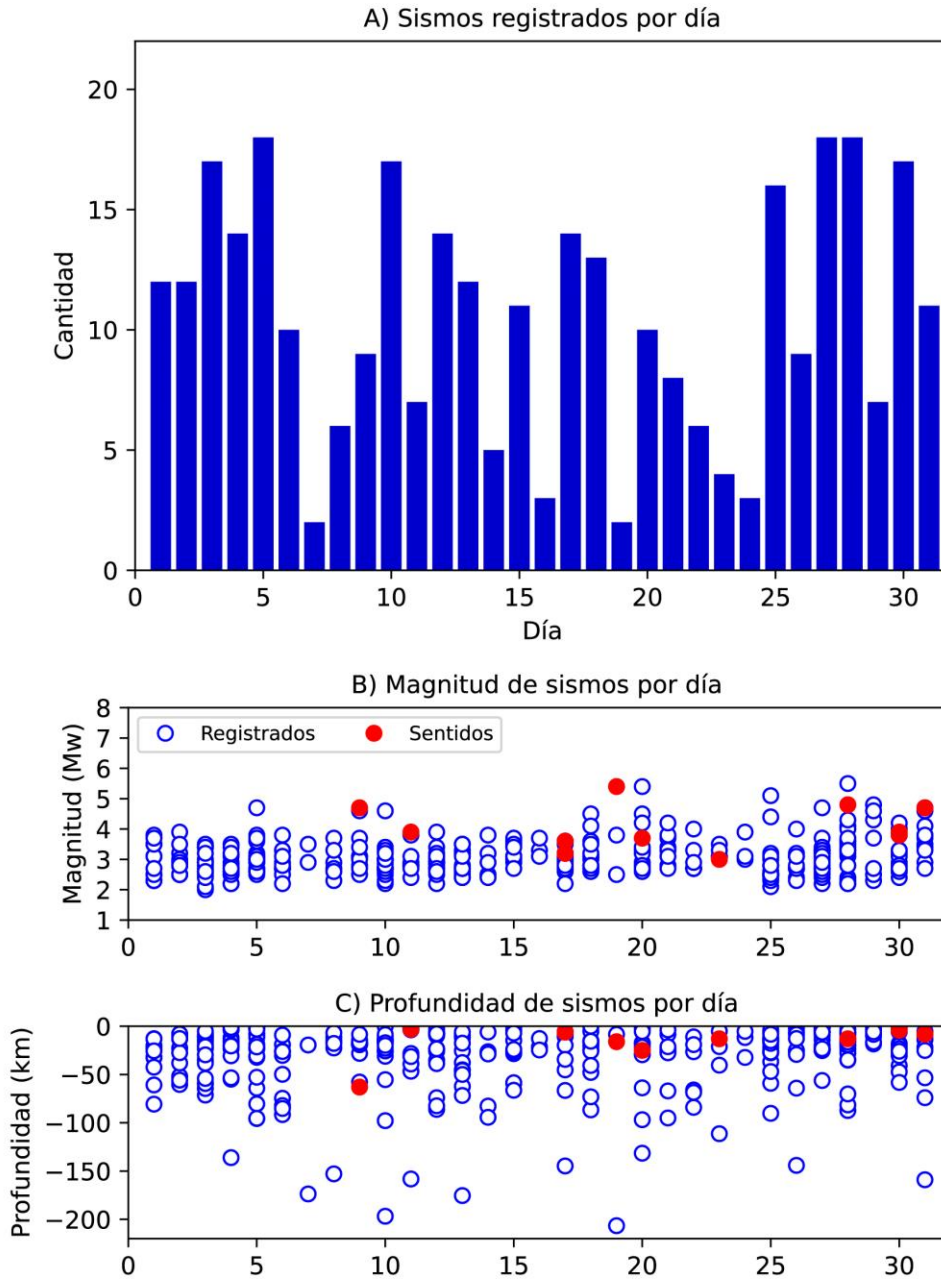 A) Sismos registrados por día
20
15
10
5
0
Cantidad
0 5 10 15 20 25 30
Día
B) Magnitud de sismos por día
8
7
6
5
4
3
2
1
Magnitud (Mw)
Registrados Sentidos
0 5 10 15 20 25 30
C) Profundidad de sismos por día
0
−50
−100
−150
−200
Profundidad (km)
0 5 10 15 20 25 30